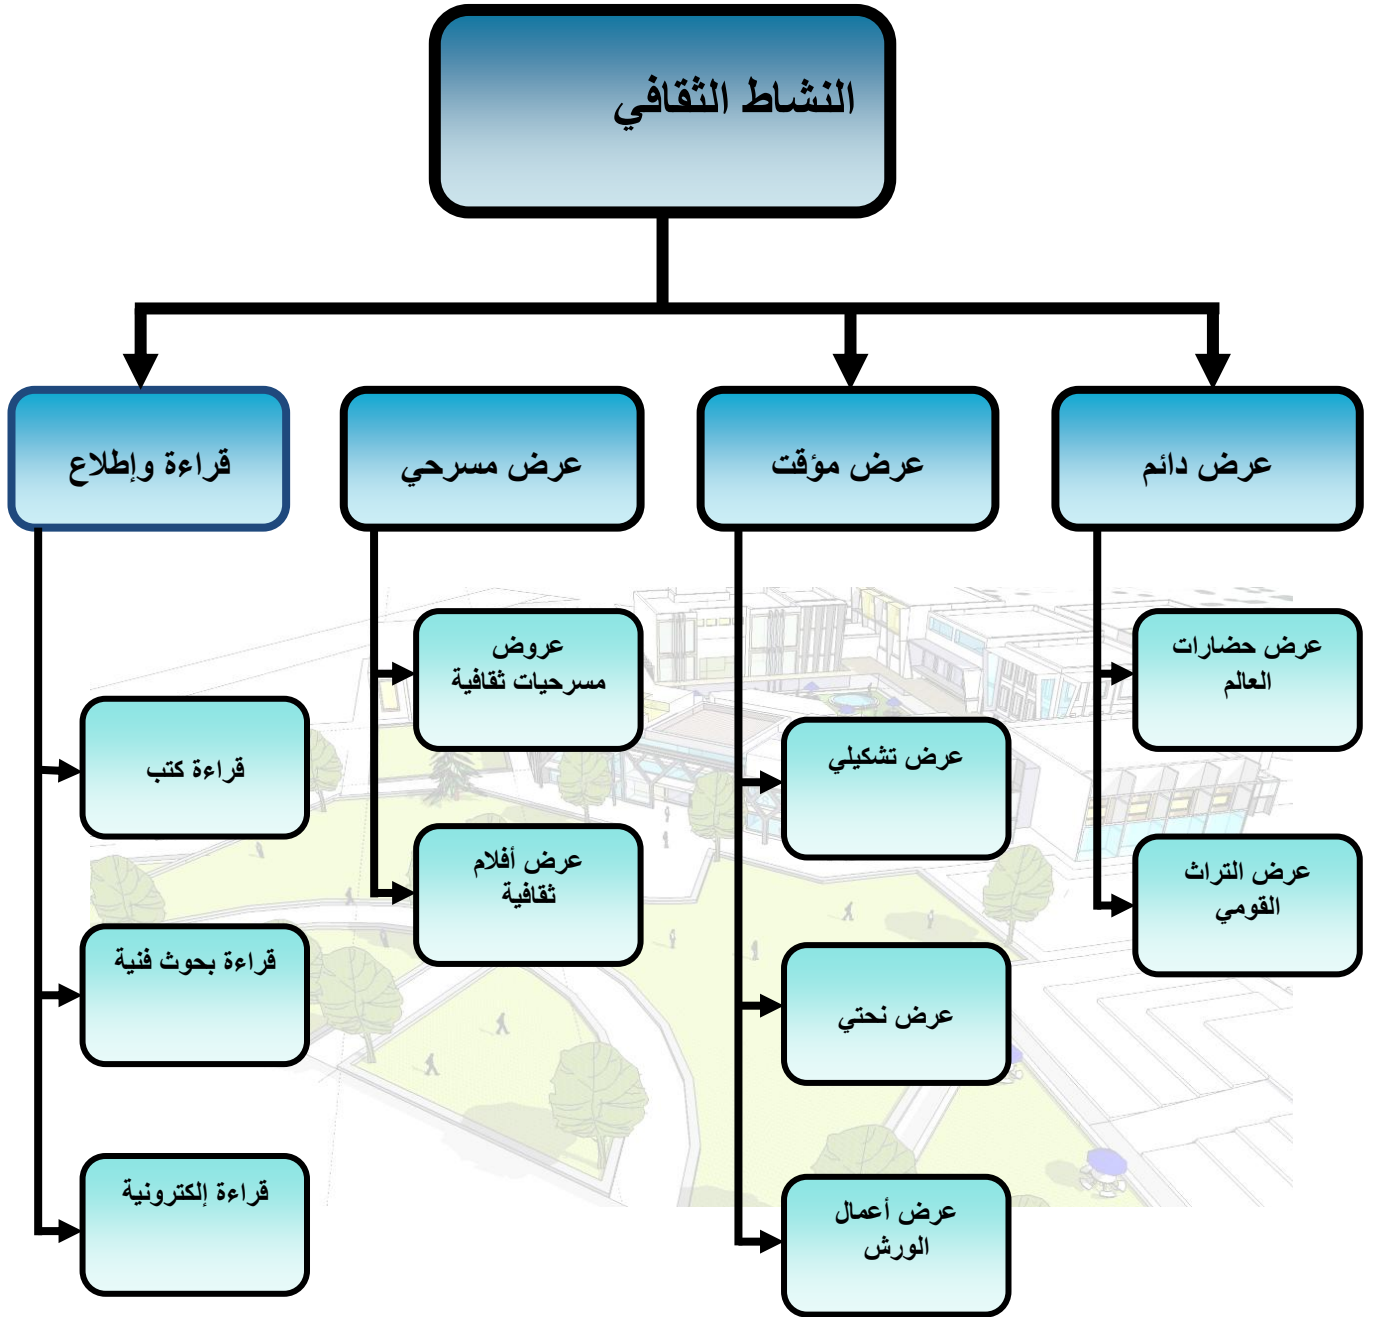 النشاط الثقافي
عرض دائم
عرض مؤقت
عرض مسرحي
قراءة وإطلاع
عرض حضارات
العالم
عرض التراث
القومي
عرض تشكيلي
عرض نحتي
عرض أعمال
الورش
عروض
مسرحيات ثقافية
عرض أفلام
ثقافية
قراءة كتب
قراءة بحوث فنية
قراءة إلكترونية